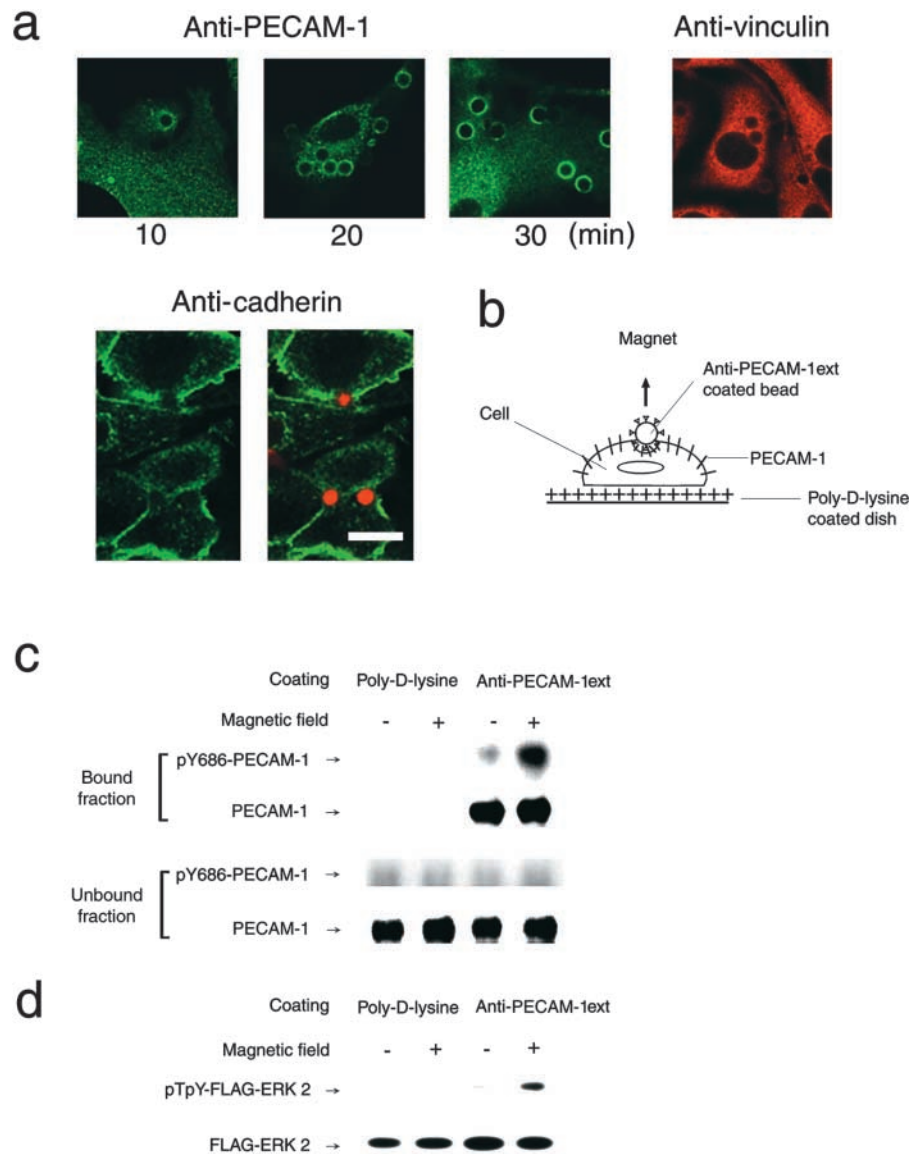 a
Anti-PECAM-1 Anti-vinculin
10 20 30 (min)
Anti-cadherin
b
Magnet
Anti-PECAM-1ext
coated bead
Cell
PECAM-1
Poly-D-lysine
coated dish
c
Coating Poly-D-lysine Anti-PECAM-1ext
Magnetic field - + - +
Bound
fraction
pY686-PECAM-1 →
PECAM-1 →
Unbound
fraction
pY686-PECAM-1 →
PECAM-1 →
d
Coating Poly-D-lysine Anti-PECAM-1ext
Magnetic field - + - +
pTpY-FLAG-ERK 2 →
FLAG-ERK 2 →